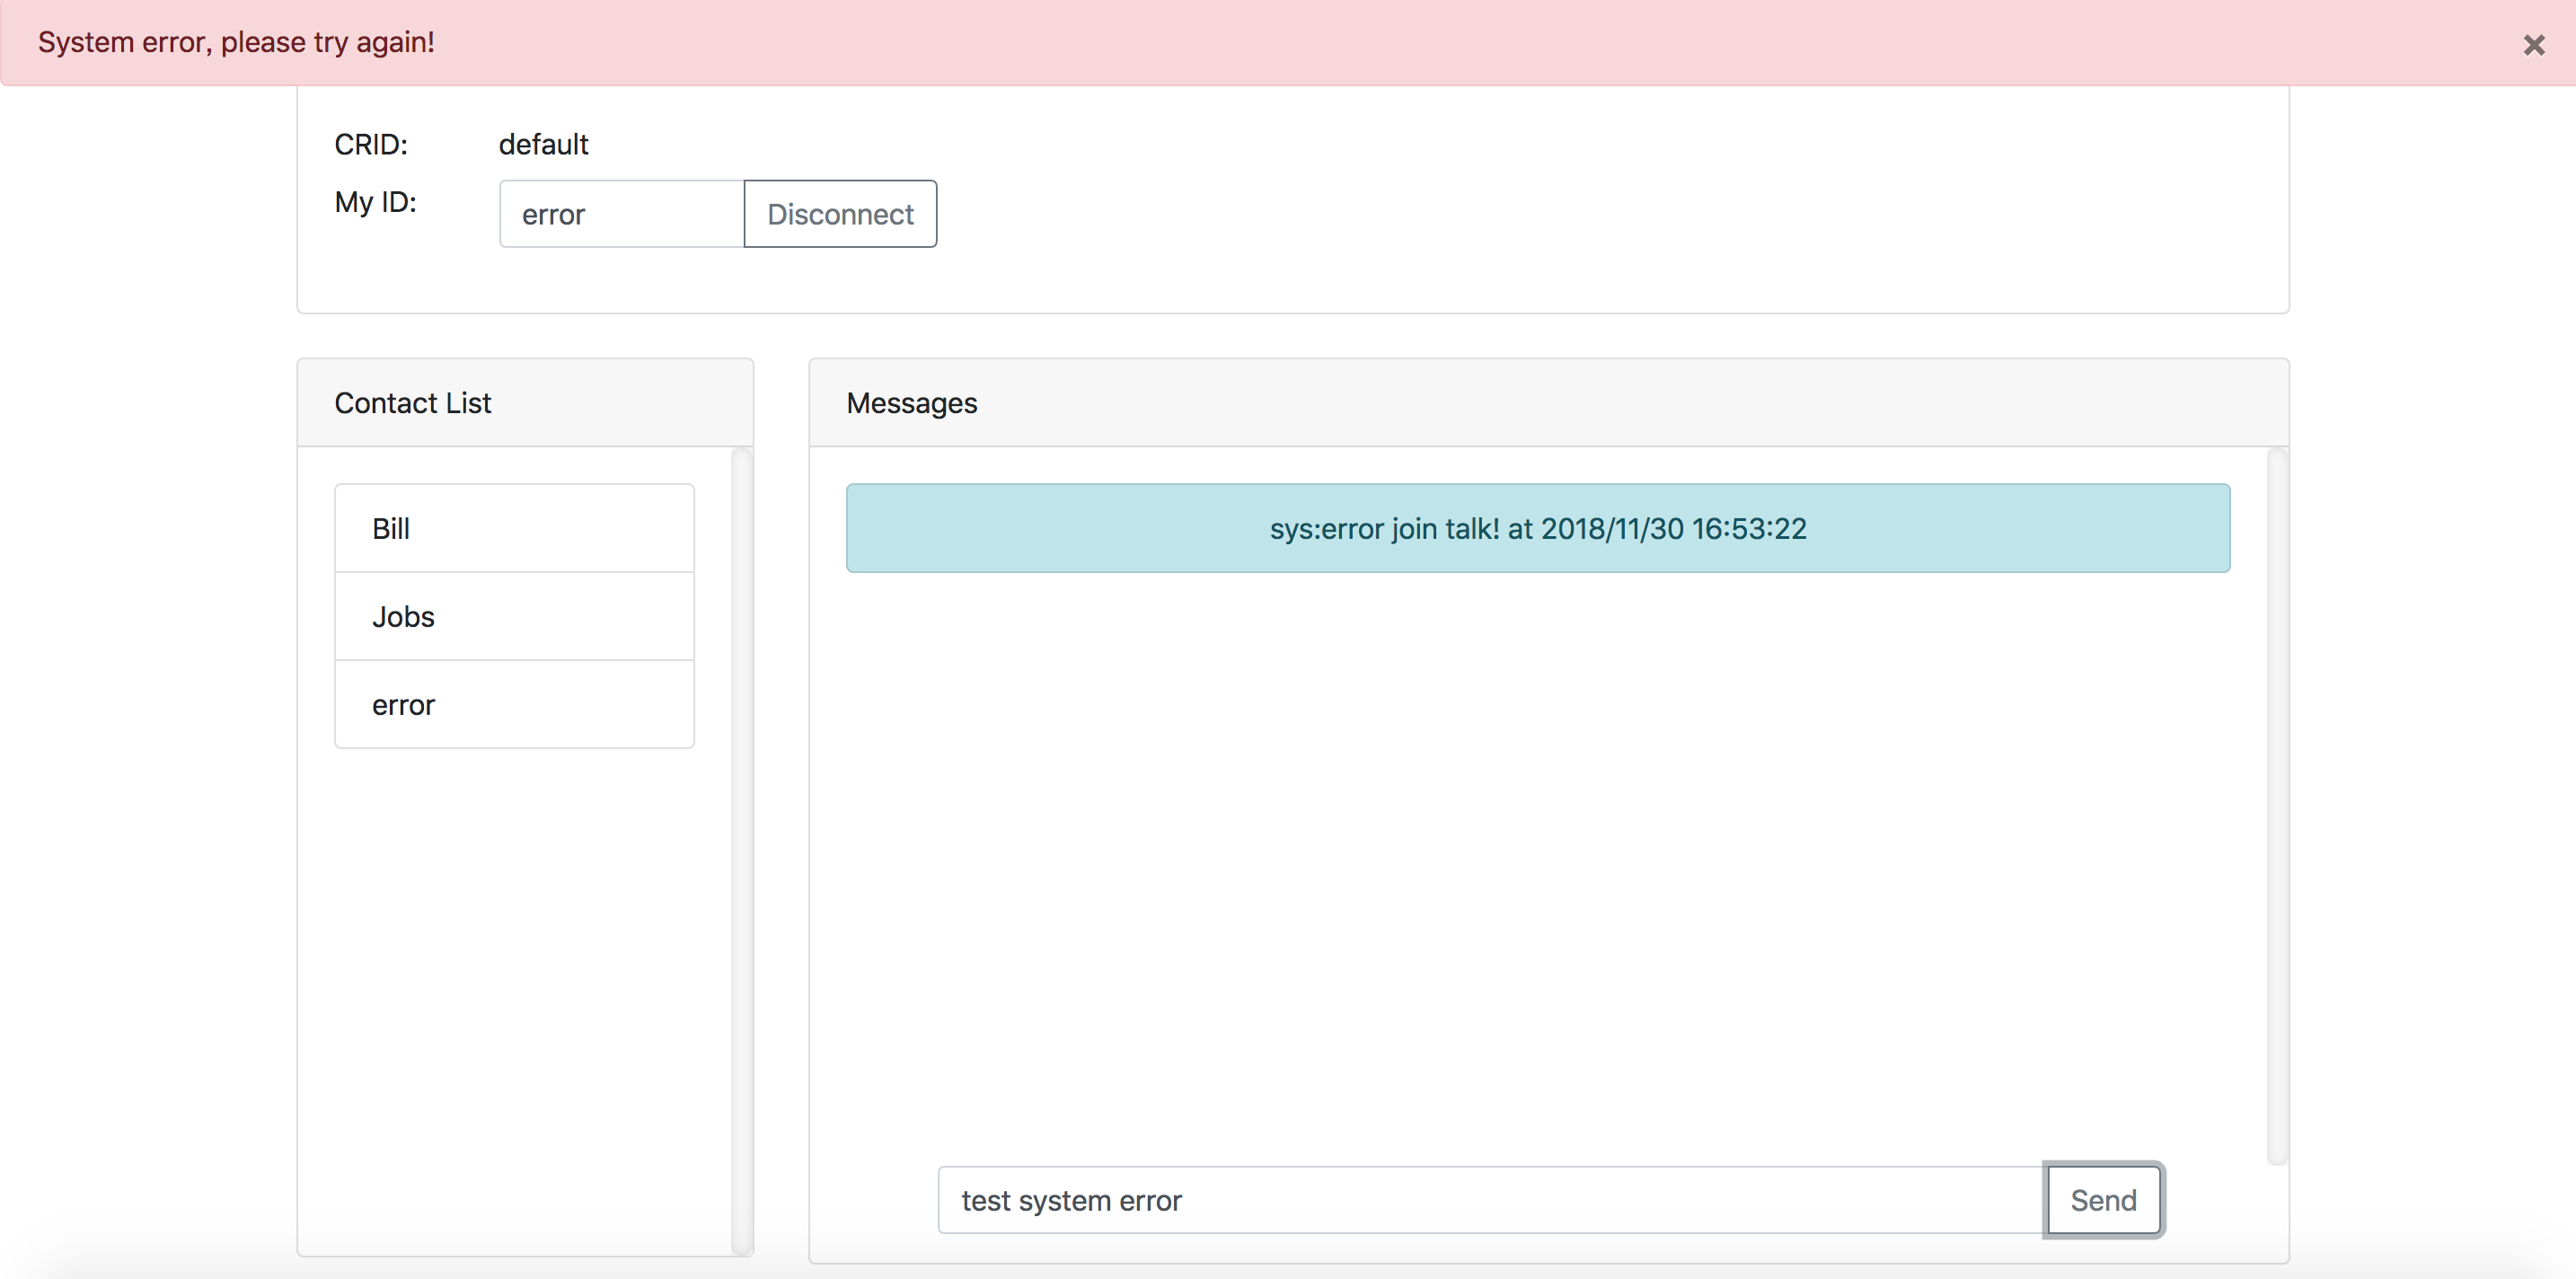 System error, please try again!
×
CRID: default
My ID: error Disconnect
Contact List
Bill
Jobs
error
Messages
sys:error join talk! at 2018/11/30 16:53:22
test system error Send